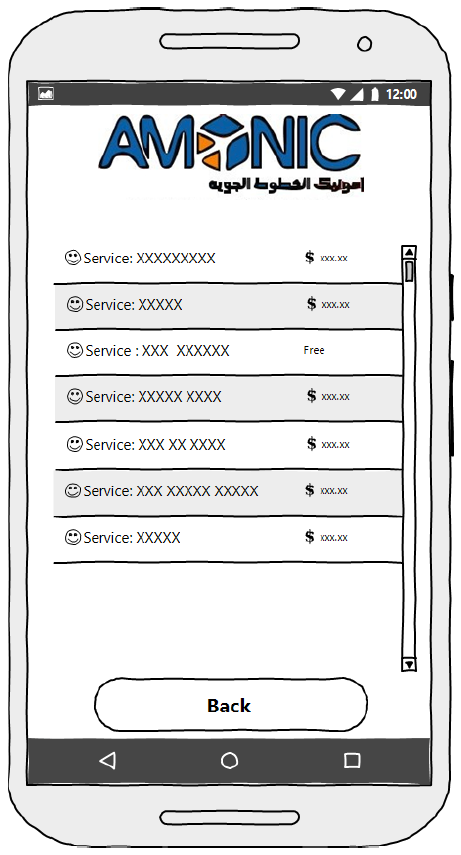 12:00
AMONIC
امونيك الخطوط الجويه
Service: XXXXXXXXX $ xxx.xx
Service: XXXXX $ xxx.xx
Service : XXX XXXXXX Free
Service: XXXXX XXXX $ xxx.xx
Service: XXX XX XXXX $ xxx.xx
Service: XXX XXXXX XXXXX $ xxx.xx
Service: XXXXX $ xxx.xx
Back